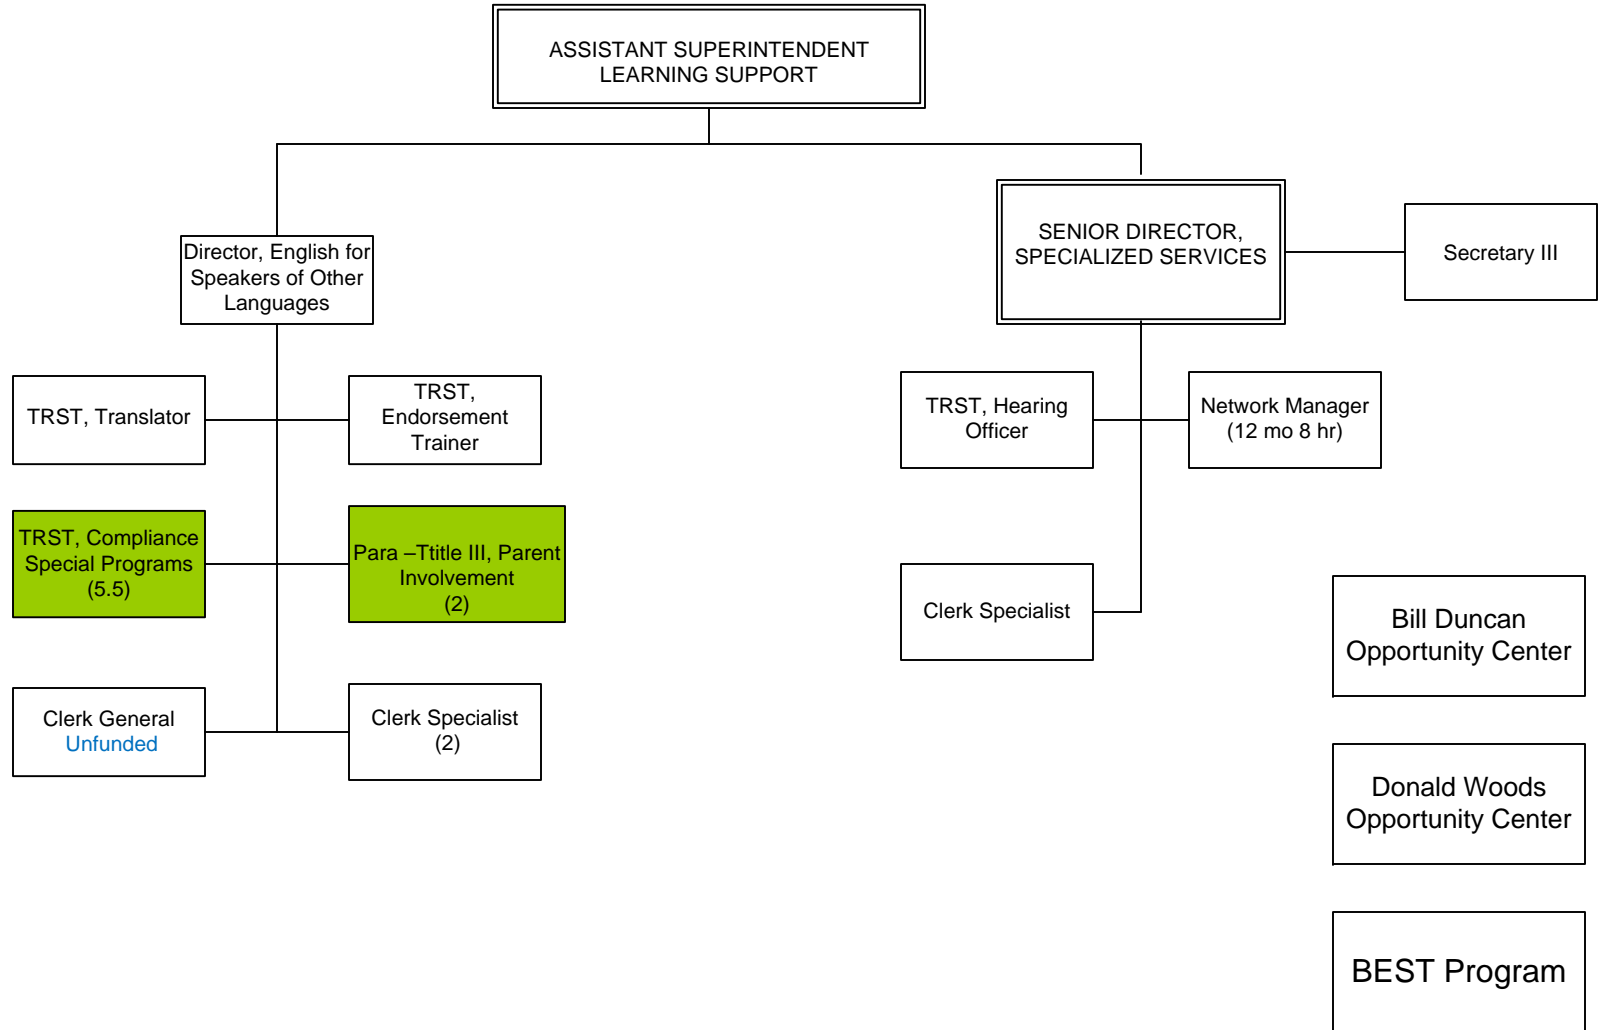 ASSISTANT SUPERINTENDENT
LEARNING SUPPORT
SENIOR DIRECTOR,
SPECIALIZED SERVICES
Secretary III
Director, English for
Speakers of Other
Languages
TRST, Translator
TRST,
Endorsement
Trainer
TRST, Hearing
Officer
Network Manager
(12 mo 8 hr)
TRST, Compliance
Special Programs
(5.5)
Para –Ttitle III, Parent
Involvement
(2)
Clerk Specialist
Bill Duncan
Opportunity Center
Clerk General
Unfunded
Clerk Specialist
(2)
Donald Woods
Opportunity Center
BEST Program